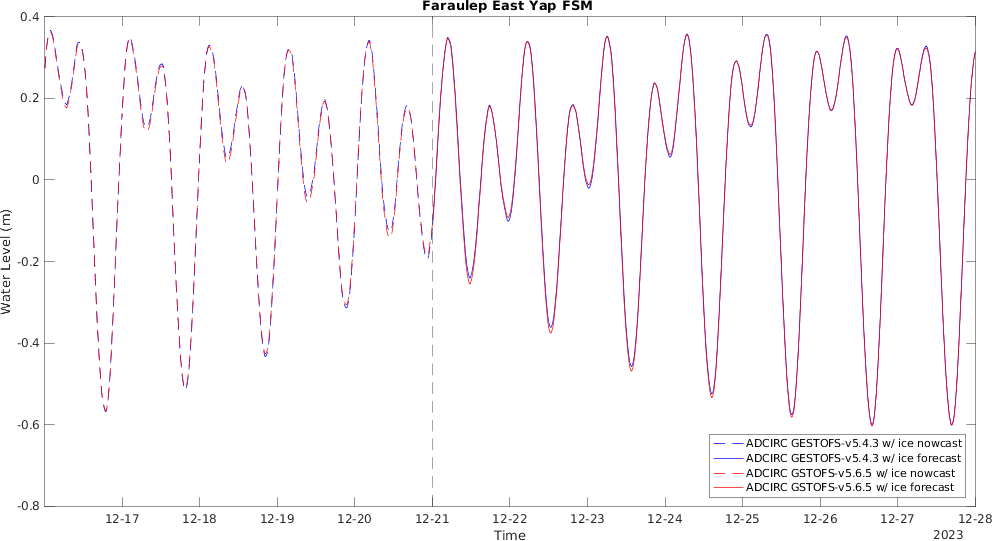 Faraulep East Yap FSM
0.4
0.2
0
-0.2
-0.4
-0.6
-0.8
Water Level (m)
ADCIRC GESTOFS-v5.4.3 w/ ice nowcast
ADCIRC GESTOFS-v5.4.3 w/ ice forecast
ADCIRC GSTOFS-v5.6.5 w/ ice nowcast
ADCIRC GSTOFS-v5.6.5 w/ ice forecast
12-17 12-18 12-19 12-20 12-21 12-22 12-23 12-24 12-25 12-26 12-27 12-28
Time
2023